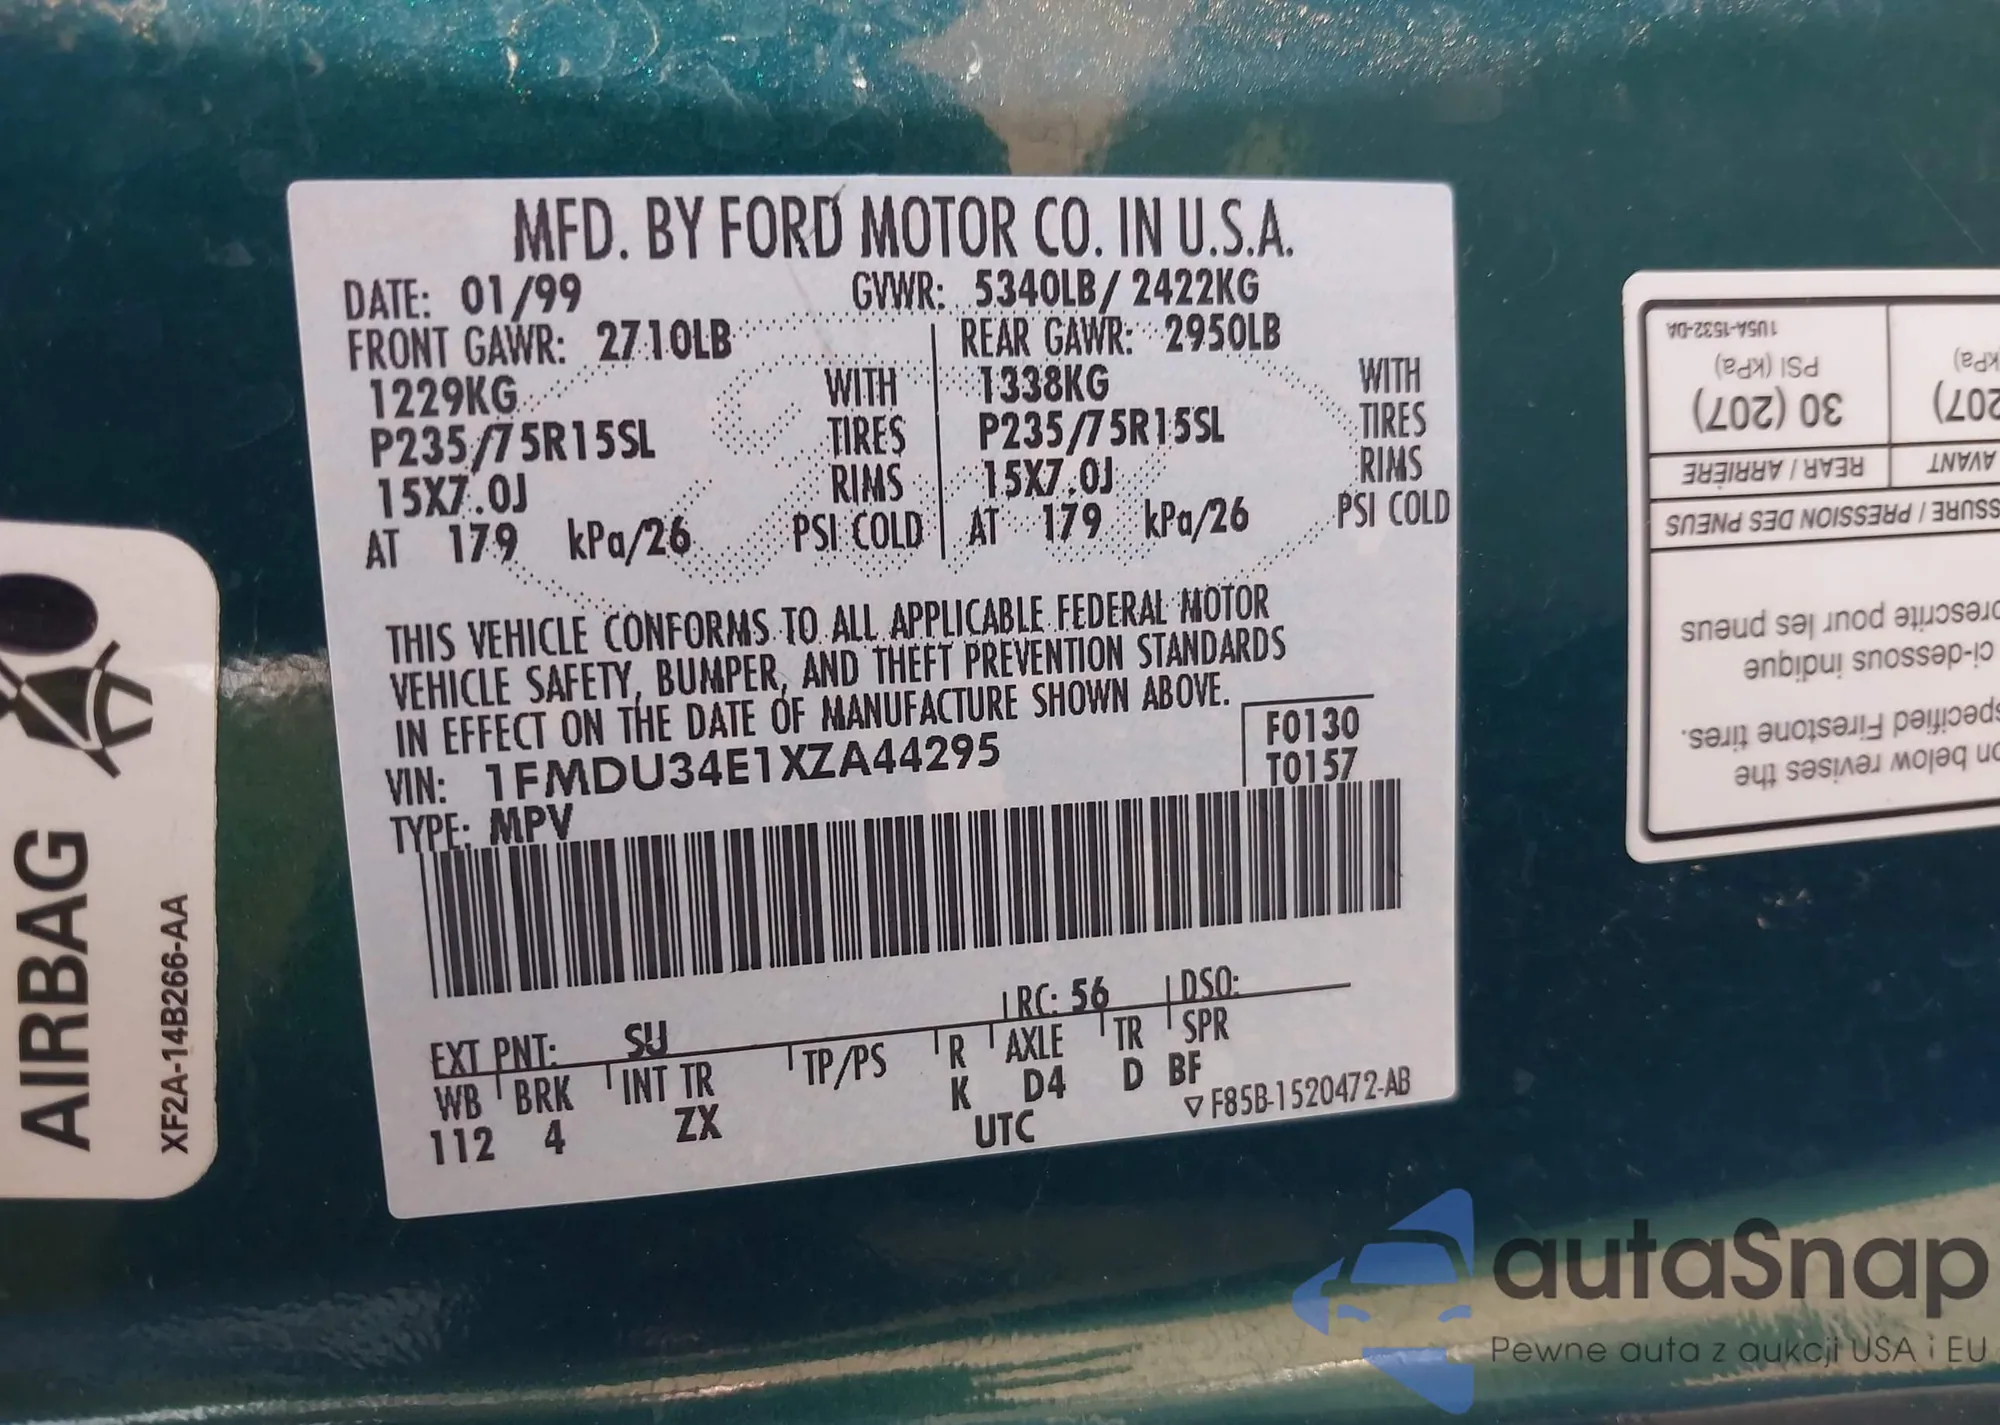 MFD. BY FORD MOTOR CO. IN U.S.A.
DATE: 01/99 GVWR: 5340LB/ 2422KG
FRONT GAWR: 2710LB REAR GAWR: 2950LB
1229KG WITH 1338KG WITH
P235/75R15SL TIRES P235/75R15SL TIRES
15X7.0J RIMS 15X7.0J RIMS
AT 179 kPa/26 PSI COLD AT 179 kPa/26 PSI COLD
THIS VEHICLE CONFORMS TO ALL APPLICABLE FEDERAL MOTOR
VEHICLE SAFETY, BUMPER, AND THEFT PREVENTION STANDARDS
IN EFFECT ON THE DATE OF MANUFACTURE SHOWN ABOVE.
F0130
VIN: 1FMDU34E1XZA44295 T0157
TYPE: MPV
EXT PNT: SU RC: 56 DSO:
WB BRK INT TR TP/PS R AXLE TR SPR
112 4 ZX K D4 D BF
UTC ▽ F85B-1520472-AB
AIRBAG
XF2A-14B266-AA
on below revises the
specified Firestone tires.
ci-dessous indique
prescrite pour les pneus
SSURE / PRESSION DES PNEUS
AVANT REAR / ARRIÈRE
207) 30 (207)
(kPa) PSI (kPa)
1U5A-1532-DA
autaSnap
Pewne auta z aukcji USA i EU